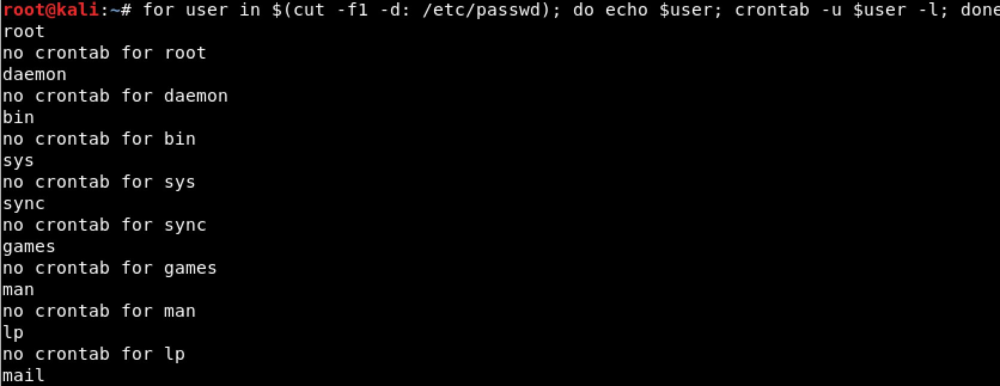 root@kali:~# for user in $(cut -f1 -d: /etc/passwd); do echo $user; crontab -u $user -l; done
root
no crontab for root
daemon
no crontab for daemon
bin
no crontab for bin
sys
no crontab for sys
sync
no crontab for sync
games
no crontab for games
man
no crontab for man
lp
no crontab for lp
mail